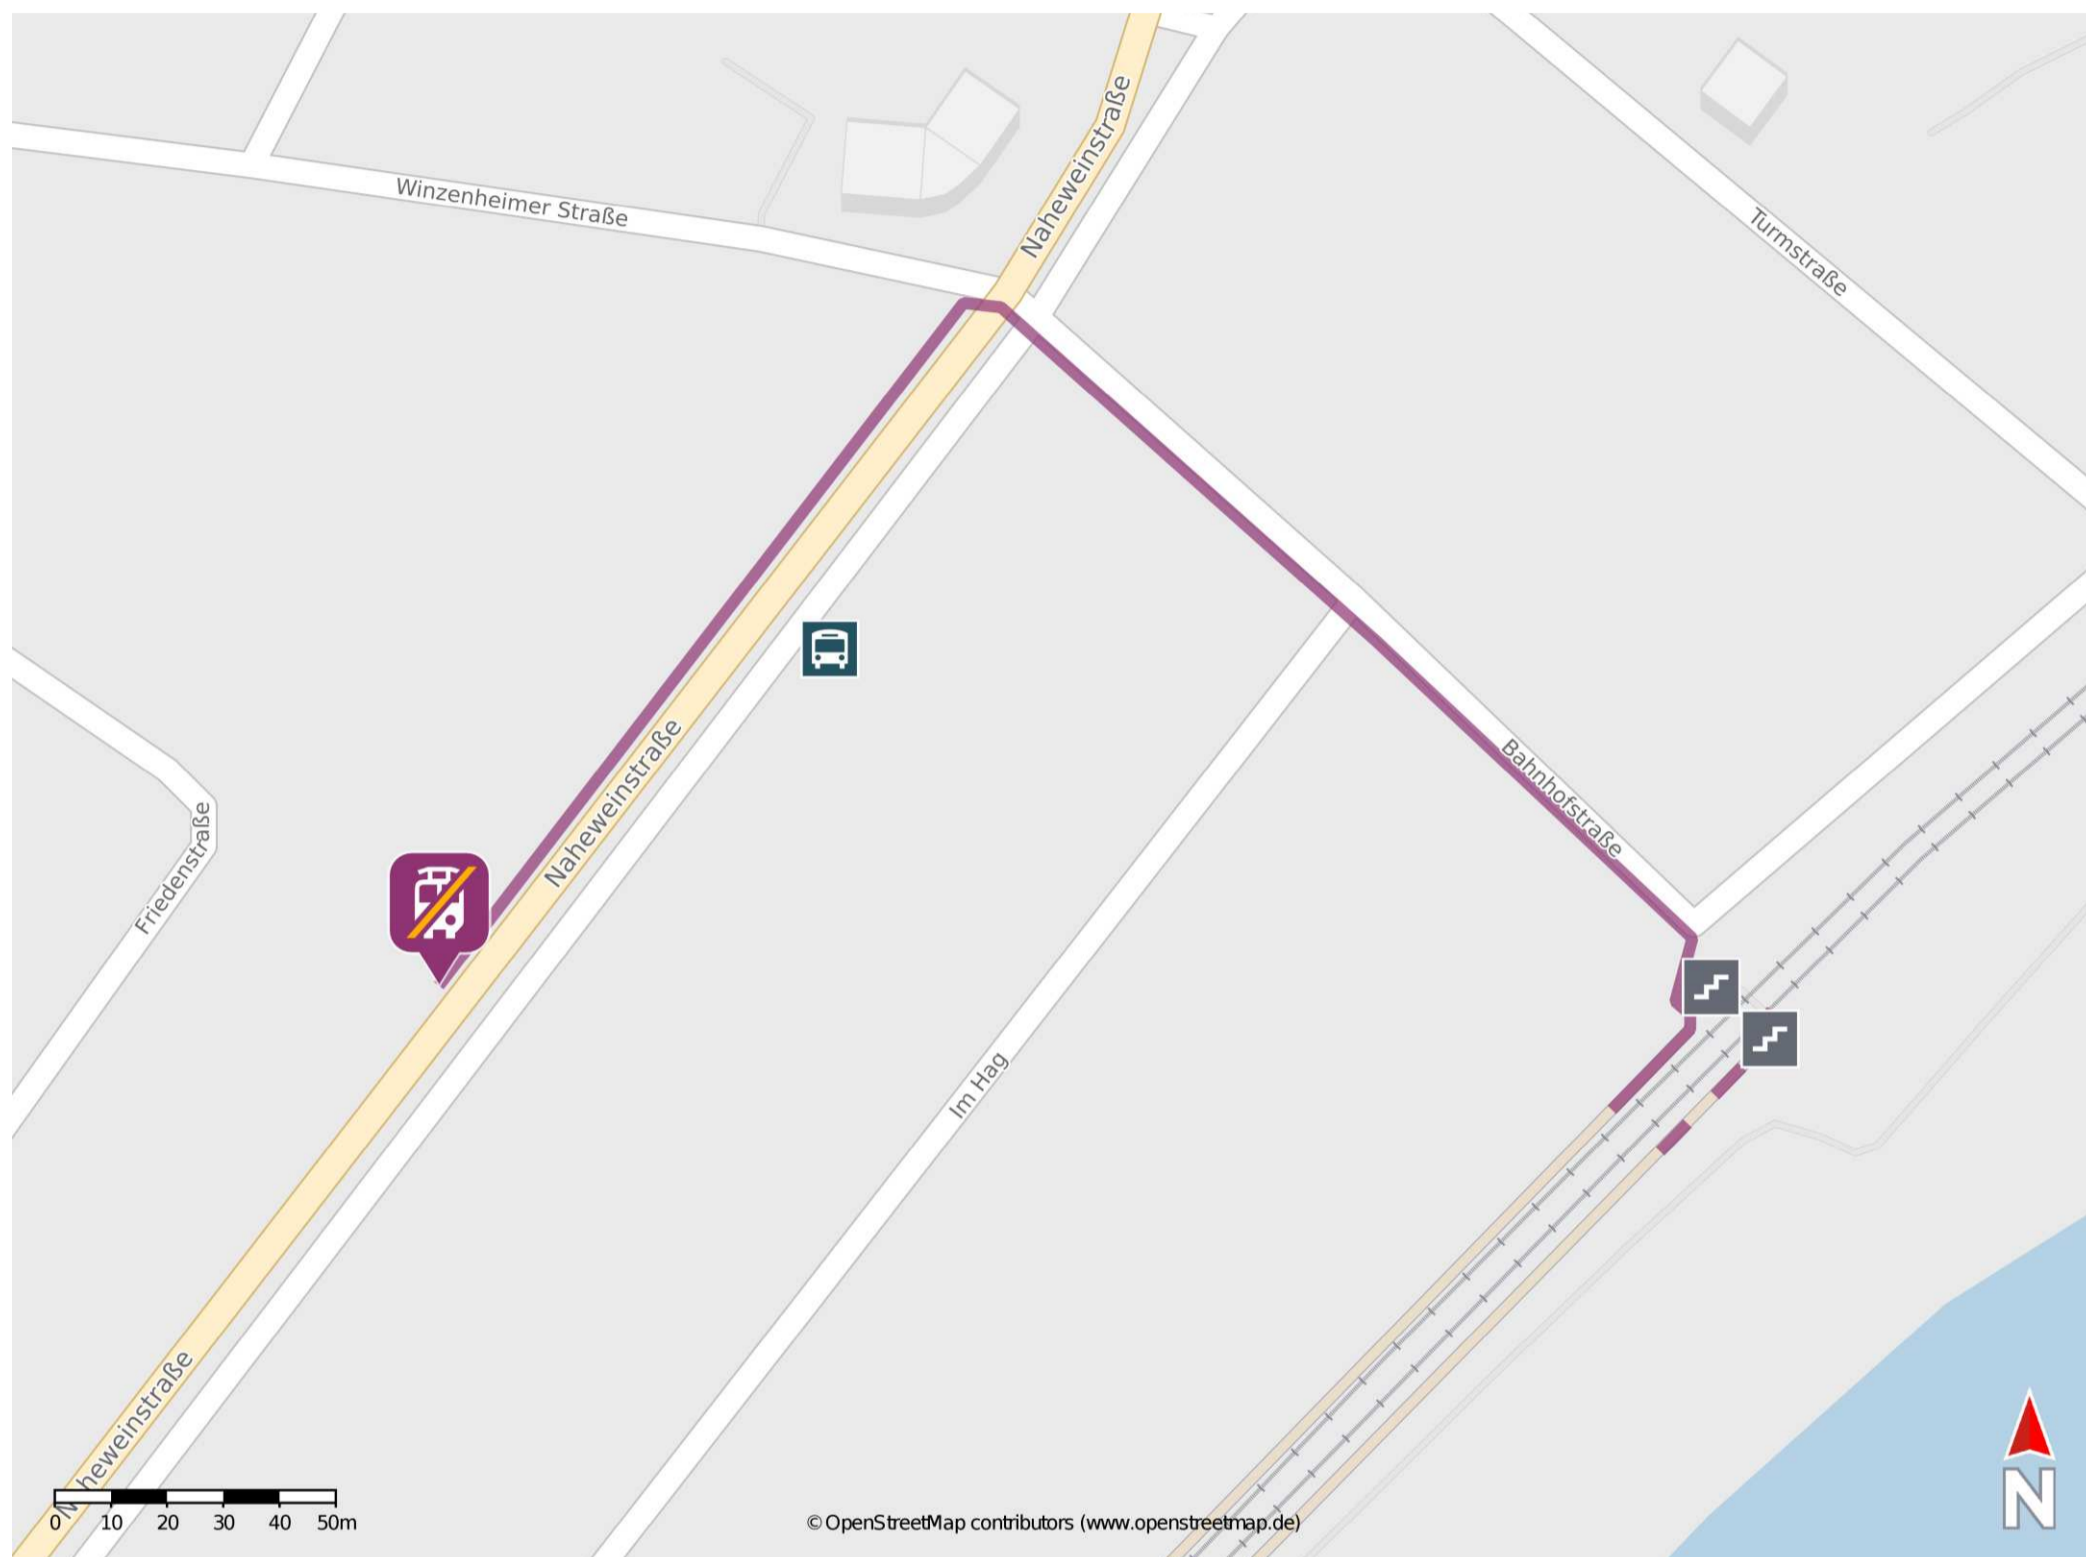 Naheweinstraße
Winzenheimer Straße
Turmstraße
Naheweinstraße
Bahnhofstraße
Friedenstraße
Im Hag
Naheweinstraße
0 10 20 30 40 50m
© OpenStreetMap contributors (www.openstreetmap.de)
N